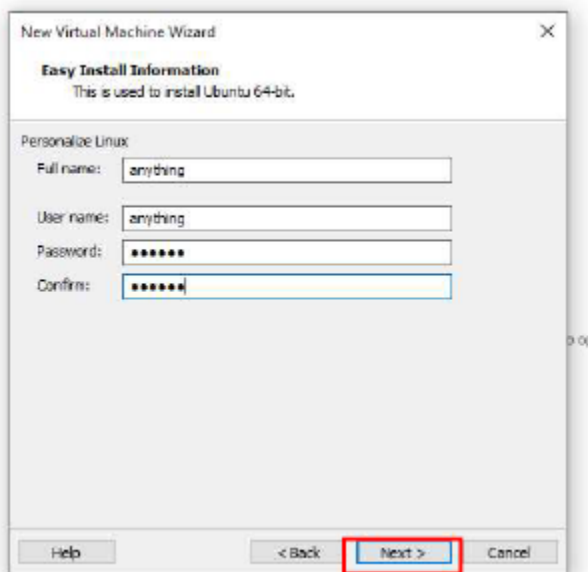 New Virtual Machine Wizard
Easy Install Information
This is used to install Ubuntu 64-bit.
Personalize Linux
Full name: anything
User name: anything
Password: ●●●●●●
Confirm: ●●●●●●
Help < Back Next > Cancel